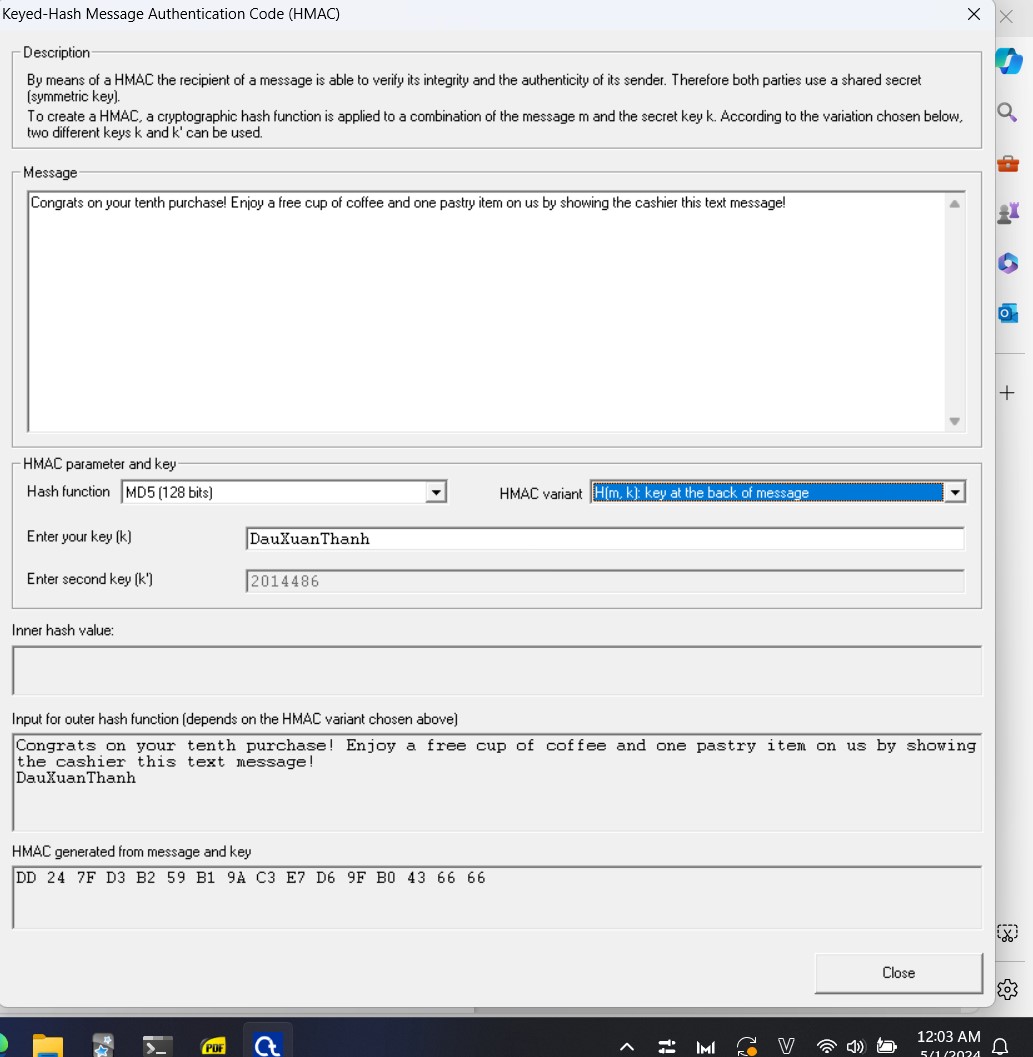 Keyed-Hash Message Authentication Code (HMAC)
Description
By means of a HMAC the recipient of a message is able to verify its integrity and the authenticity of its sender. Therefore both parties use a shared secret
(symmetric key).
To create a HMAC, a cryptographic hash function is applied to a combination of the message m and the secret key k. According to the variation chosen below,
two different keys k and k' can be used.
Message
Congrats on your tenth purchase! Enjoy a free cup of coffee and one pastry item on us by showing the cashier this text message!
HMAC parameter and key
Hash function MD5 (128 bits) HMAC variant H(m, k): key at the back of message
Enter your key (k) DauXuanThanh
Enter second key (k') 2014486
Inner hash value:
Input for outer hash function (depends on the HMAC variant chosen above)
Congrats on your tenth purchase! Enjoy a free cup of coffee and one pastry item on us by showing
the cashier this text message!
DauXuanThanh
HMAC generated from message and key
DD 24 7F D3 B2 59 B1 9A C3 E7 D6 9F B0 43 66 66
Close
PDF
12:03 AM
5/1/2024